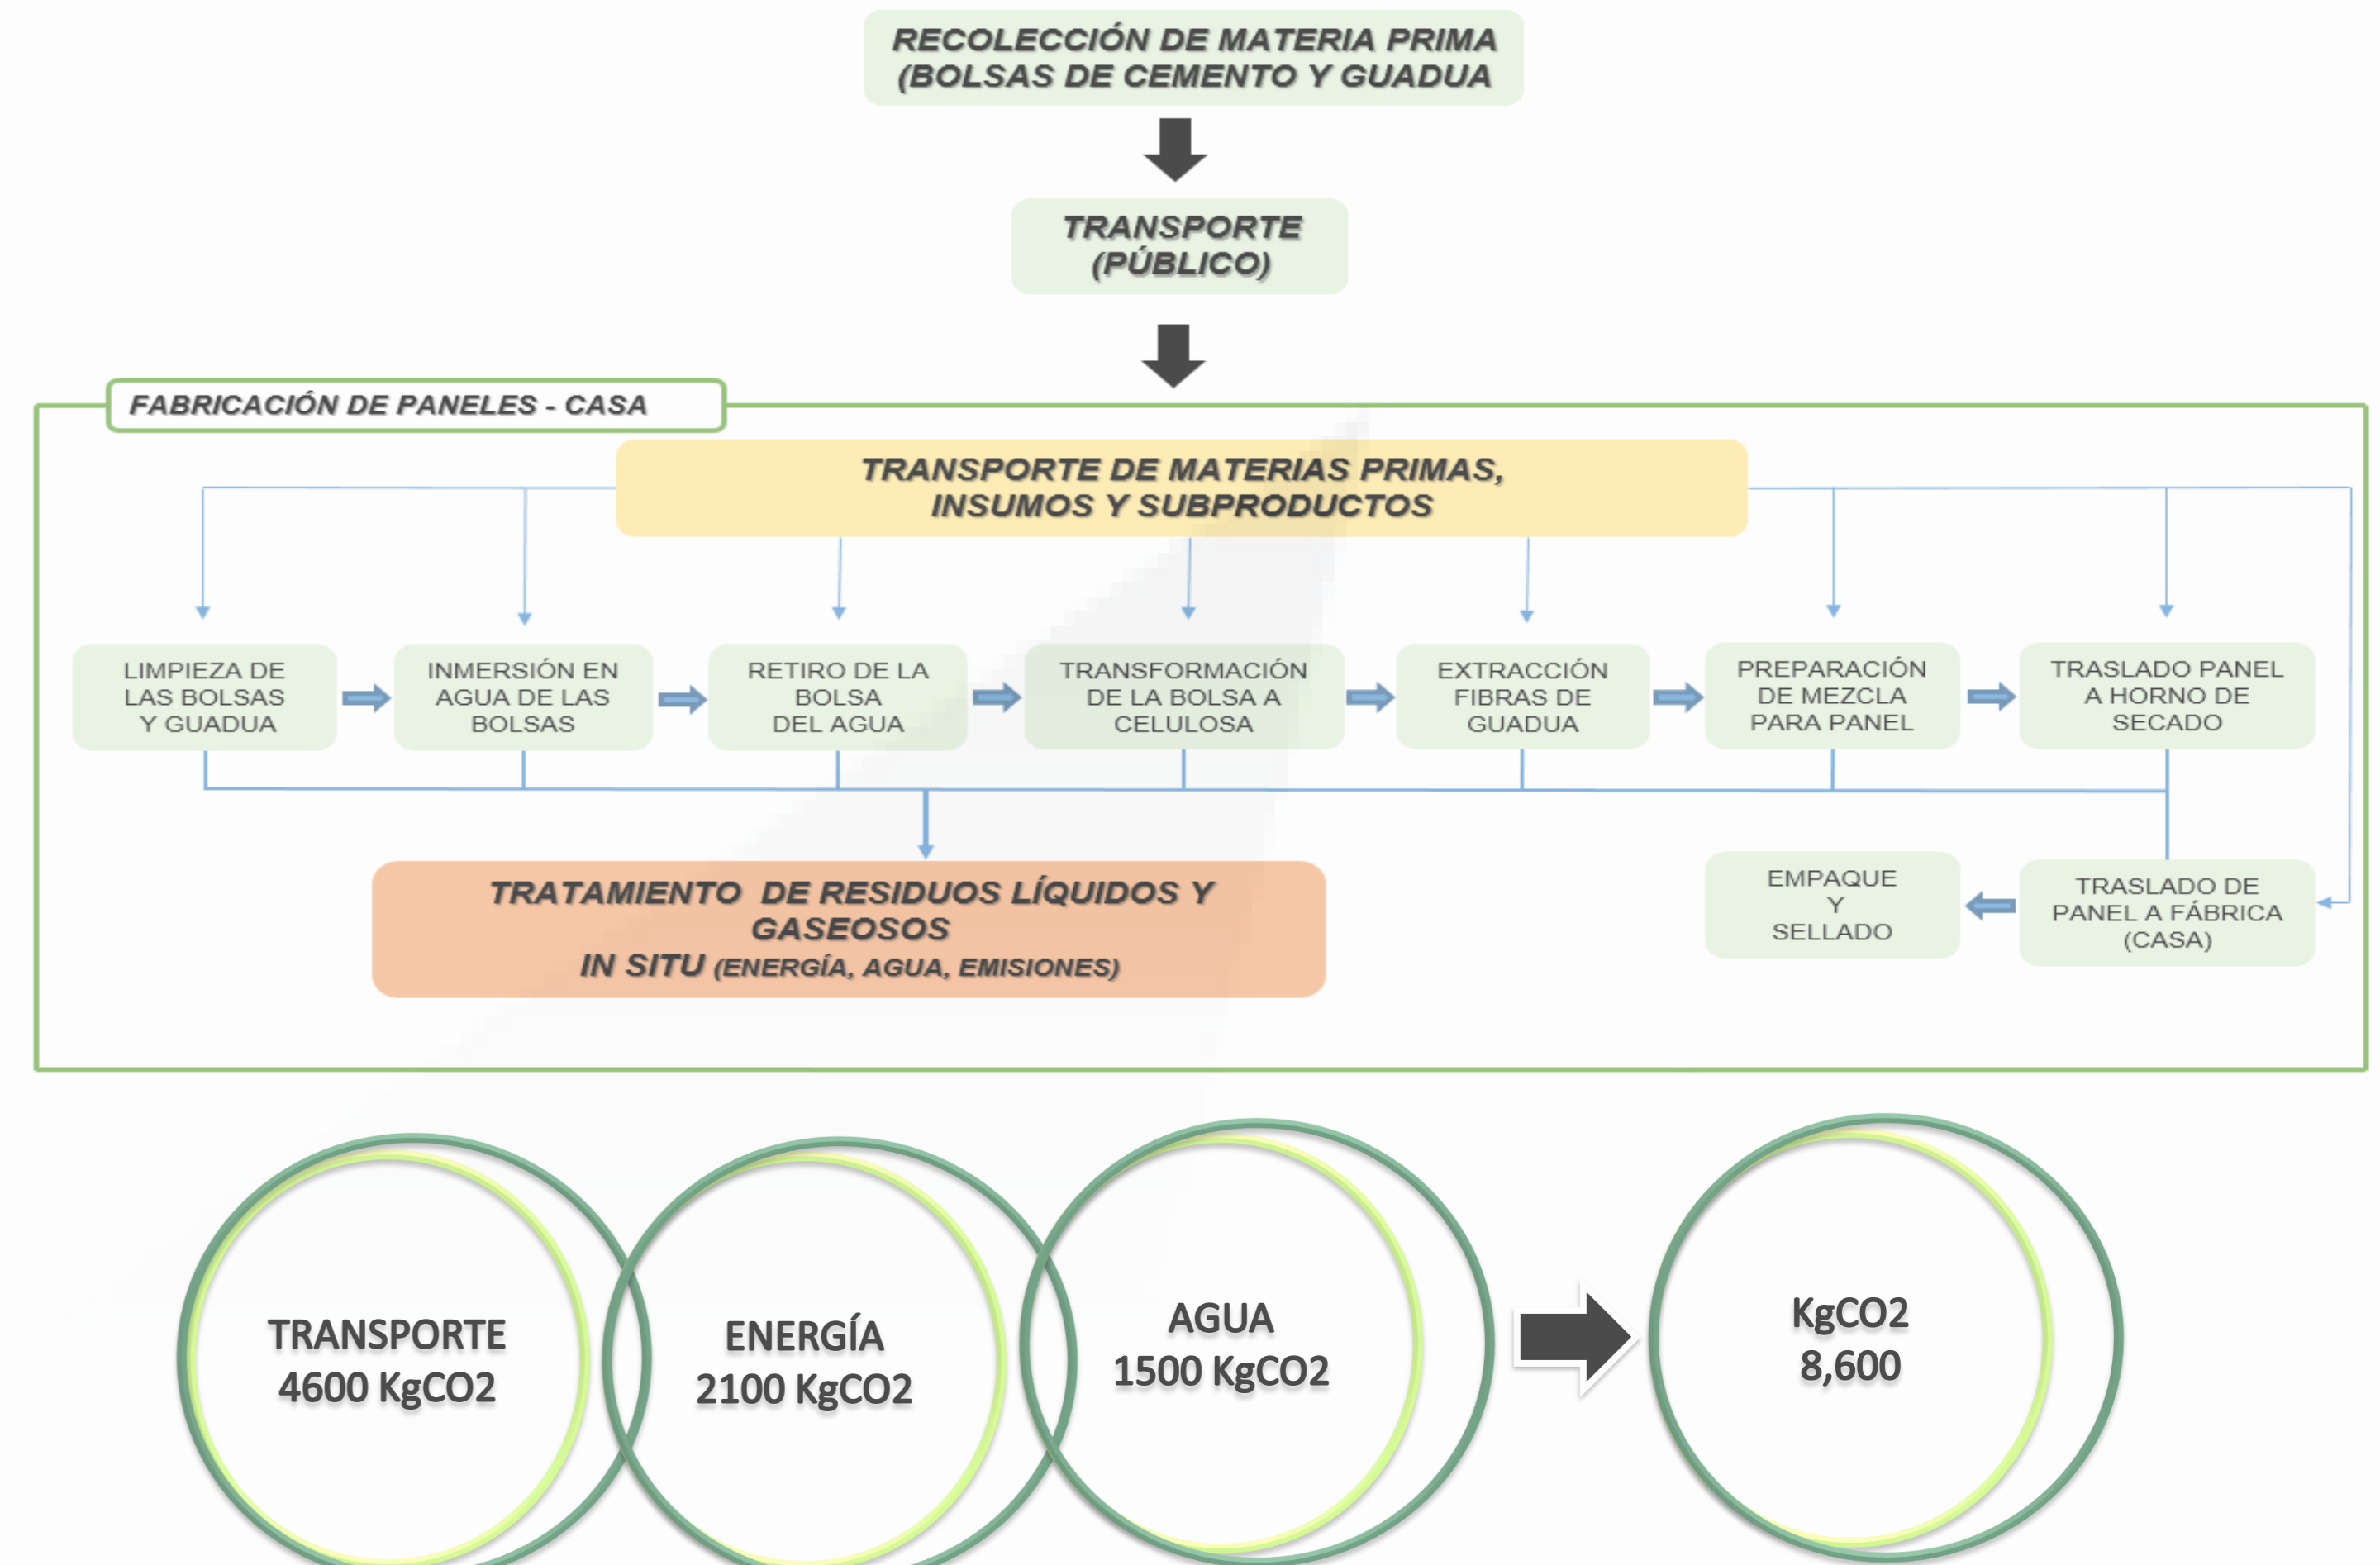 RECOLECCIÓN DE MATERIA PRIMA
(BOLSAS DE CEMENTO Y GUADUA
TRANSPORTE
(PÚBLICO)
FABRICACIÓN DE PANELES - CASA
TRANSPORTE DE MATERIAS PRIMAS,
INSUMOS Y SUBPRODUCTOS
LIMPIEZA DE
LAS BOLSAS
Y GUADUA
INMERSIÓN EN
AGUA DE LAS
BOLSAS
RETIRO DE LA
BOLSA
DEL AGUA
TRANSFORMACIÓN
DE LA BOLSA A
CELULOSA
EXTRACCIÓN
FIBRAS DE
GUADUA
PREPARACIÓN
DE MEZCLA
PARA PANEL
TRASLADO PANEL
A HORNO DE
SECADO
TRATAMIENTO DE RESIDUOS LÍQUIDOS Y
GASEOSOS
IN SITU (ENERGÍA, AGUA, EMISIONES)
EMPAQUE
Y
SELLADO
TRASLADO DE
PANEL A FÁBRICA
(CASA)
TRANSPORTE
4600 KgCO2
ENERGÍA
2100 KgCO2
AGUA
1500 KgCO2
KgCO2
8,600